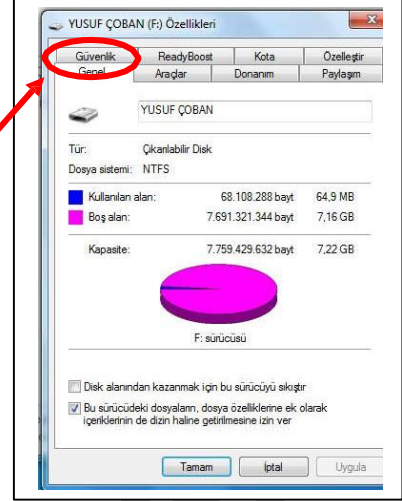 YUSUF ÇOBAN (F:) Özellikleri
Güvenlik ReadyBoost Kota Özelleştir
Genel Araçlar Donanım Paylaşım
YUSUF ÇOBAN
Tür: Çıkarılabilir Disk
Dosya sistemi: NTFS
Kullanılan alan: 68.108.288 bayt 64,9 MB
Boş alan: 7.691.321.344 bayt 7,16 GB
Kapasite: 7.759.429.632 bayt 7,22 GB
F: sürücüsü
Disk alanından kazanmak için bu sürücüyü sıkıştır
Bu sürücüdeki dosyaların, dosya özelliklerine ek olarak
içeriklerinin de dizin haline getirilmesine izin ver
Tamam İptal Uygula